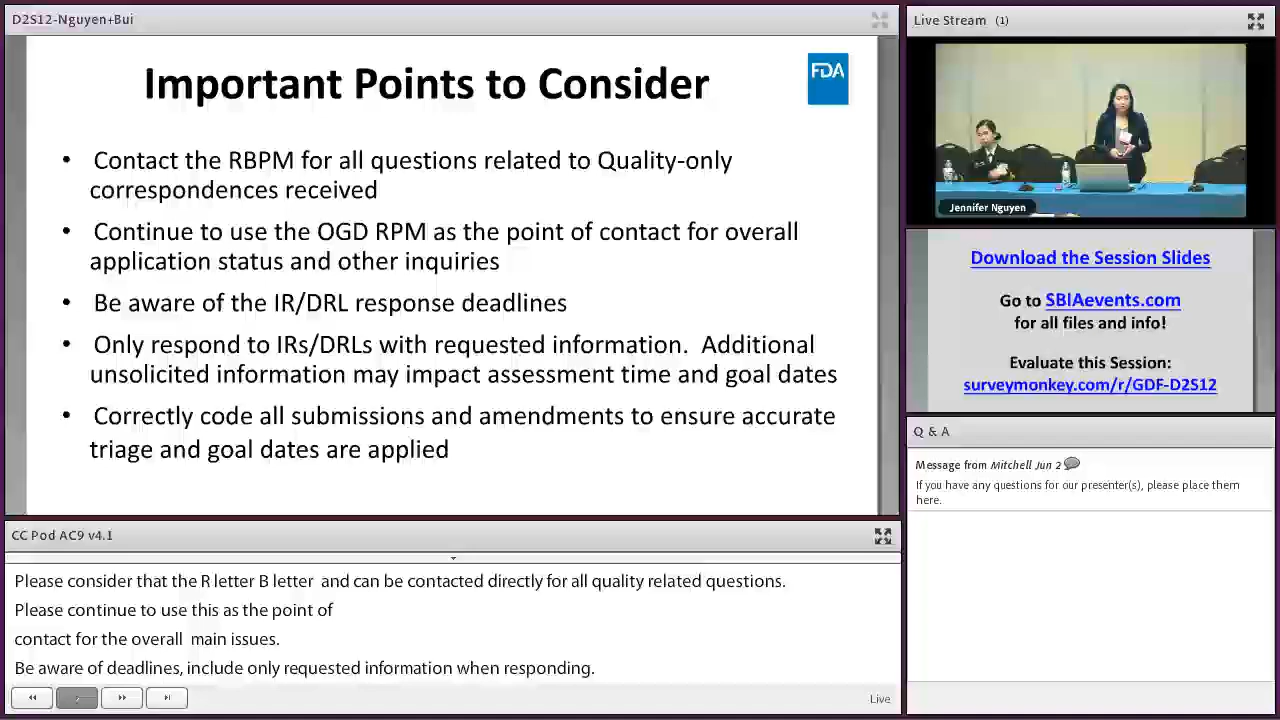 D2S12-Nguyen+Bui
Important Points to Consider
FDA
• Contact the RBPM for all questions related to Quality-only
correspondences received
• Continue to use the OGD RPM as the point of contact for overall
application status and other inquiries
• Be aware of the IR/DRL response deadlines
• Only respond to IRs/DRLs with requested information.  Additional
unsolicited information may impact assessment time and goal dates
• Correctly code all submissions and amendments to ensure accurate
triage and goal dates are applied
CC Pod AC9 v4.1
Please consider that the R letter B letter  and can be contacted directly for all quality related questions.
Please continue to use this as the point of
contact for the overall  main issues.
Be aware of deadlines, include only requested information when responding.
Live
Live Stream (1)
Jennifer Nguyen
Download the Session Slides
Go to SBIAevents.com
for all files and info!
Evaluate this Session:
surveymonkey.com/r/GDF-D2S12
Q & A
Message from Mitchell Jun 2
If you have any questions for our presenter(s), please place them
here.